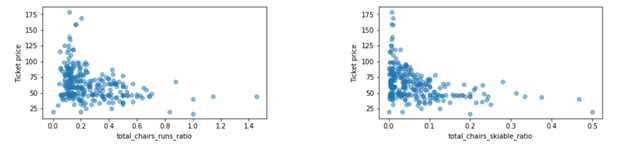 175
150
125
100
75
50
25
Ticket price
0.0 0.2 0.4 0.6 0.8 1.0 1.2 1.4
total_chairs_runs_ratio
175
150
125
100
75
50
25
Ticket price
0.0 0.1 0.2 0.3 0.4 0.5
total_chairs_skiable_ratio